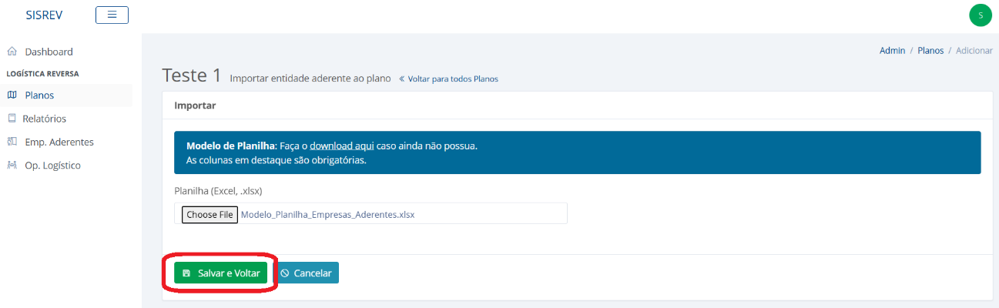 SISREV
S
Dashboard
LOGÍSTICA REVERSA
Planos
Relatórios
Emp. Aderentes
Op. Logístico
Admin / Planos / Adicionar
Teste 1 Importar entidade aderente ao plano « Voltar para todos Planos
Importar
Modelo de Planilha: Faça o download aqui caso ainda não possua.
As colunas em destaque são obrigatórias.
Planilha (Excel, .xlsx)
Choose File Modelo_Planilha_Empresas_Aderentes.xlsx
Salvar e Voltar Cancelar